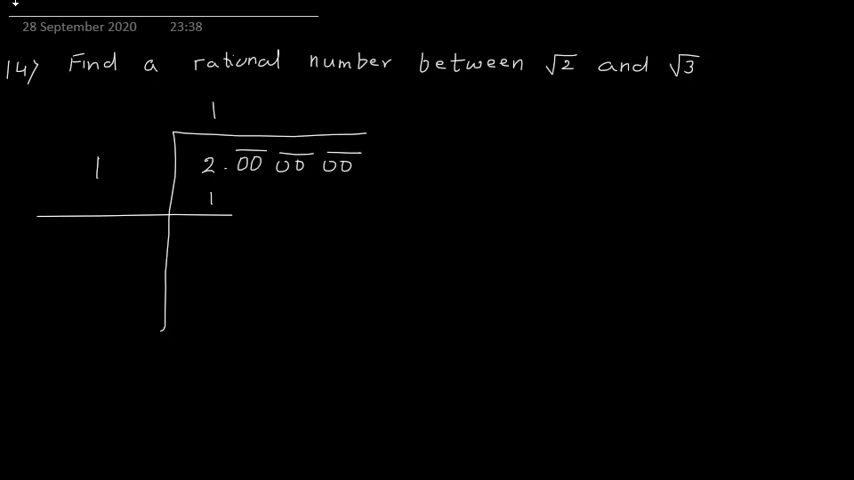 28 September 2020 23:38
14) Find a rational number between √2 and √3
1
1 2.00 00 00
1